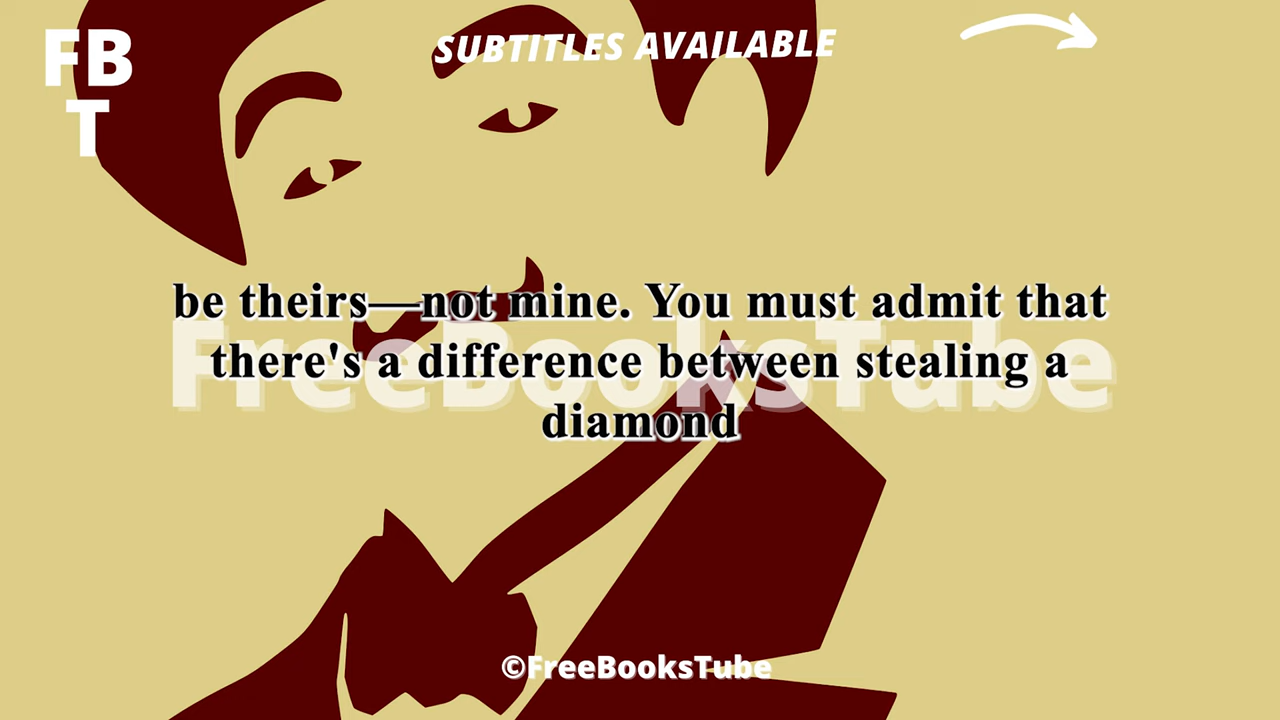 FB
T
SUBTITLES AVAILABLE
be theirs—not mine. You must admit that
there's a difference between stealing a
diamond
FreeBooksTube
©FreeBooksTube